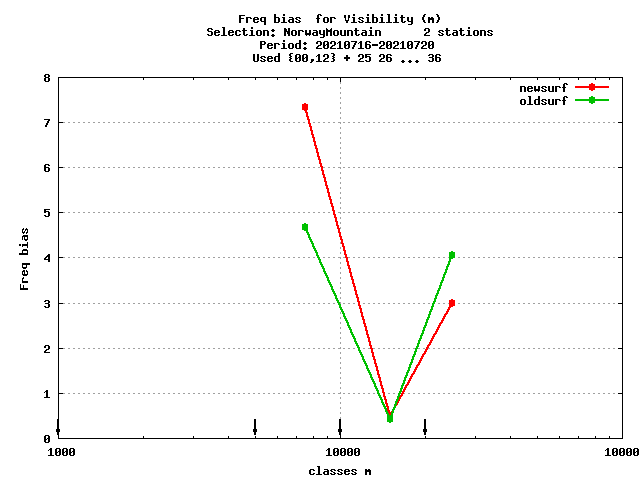 Freq bias  for Visibility (m)
Selection: NorwayMountain      2 stations
Period: 20210716-20210720
Used {00,12} + 25 26 ... 36
newsurf
oldsurf
8
7
6
5
4
3
2
1
0
Freq bias
1000 10000 10000
classes m